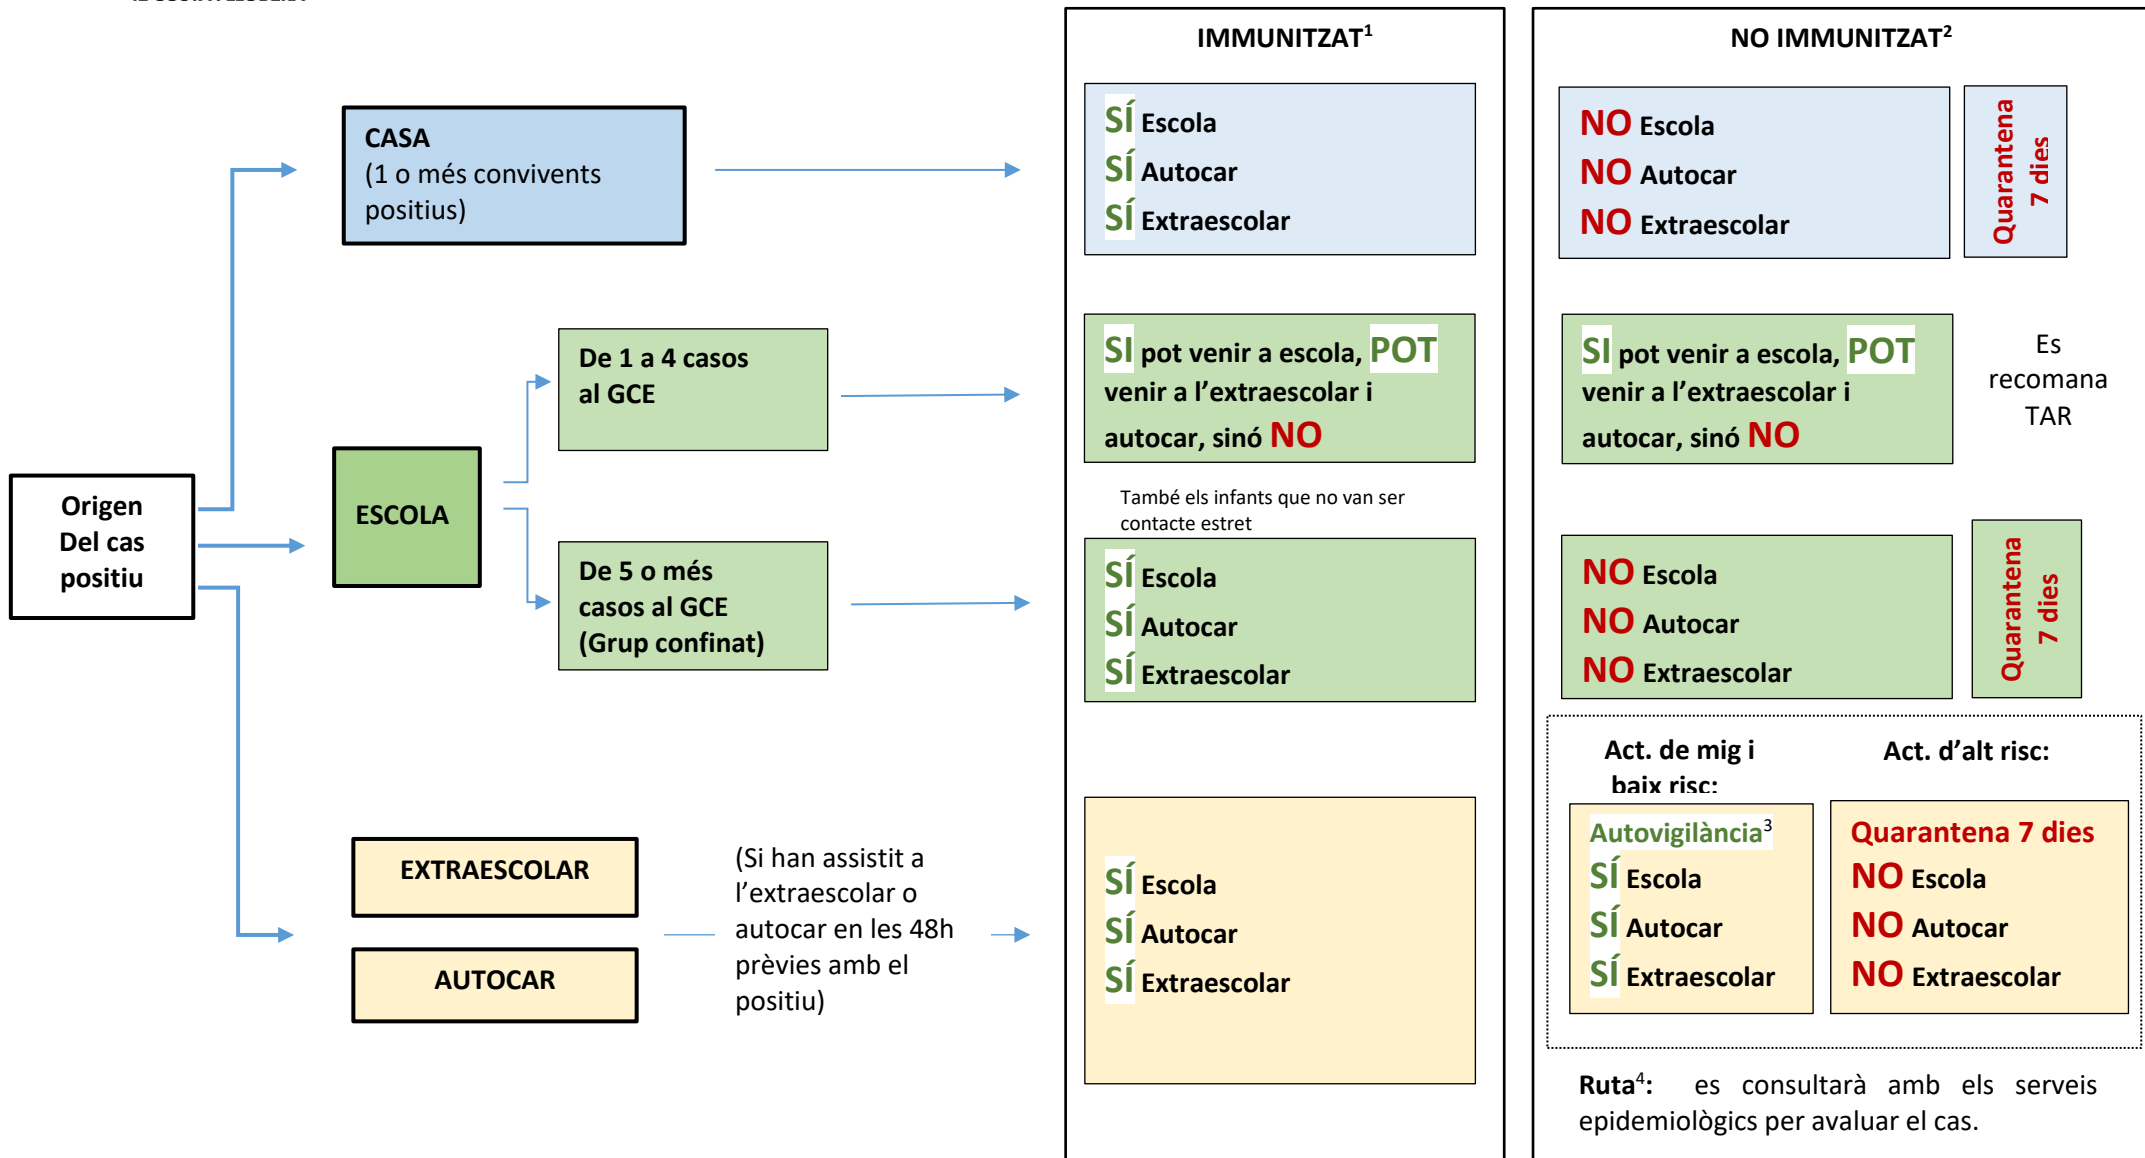 IMMUNITZAT1
NO IMMUNITZAT2
CASA
(1 o més convivents
positius)
SÍ Escola
SÍ Autocar
SÍ Extraescolar
NO Escola
NO Autocar
NO Extraescolar
Quarantena
7 dies
De 1 a 4 casos
al GCE
SI pot venir a escola, POT
venir a l’extraescolar i
autocar, sinó NO
SI pot venir a escola, POT
venir a l’extraescolar i
autocar, sinó NO
Es
recomana
TAR
Origen
Del cas
positiu
ESCOLA
També els infants que no van ser
contacte estret
De 5 o més
casos al GCE
(Grup confinat)
SÍ Escola
SÍ Autocar
SÍ Extraescolar
NO Escola
NO Autocar
NO Extraescolar
Quarantena
7 dies
EXTRAESCOLAR
AUTOCAR
(Si han assistit a
l’extraescolar o
autocar en les 48h
prèvies amb el
positiu)
SÍ Escola
SÍ Autocar
SÍ Extraescolar
Act. de mig i
baix risc:
Autovigilància3
SÍ Escola
SÍ Autocar
SÍ Extraescolar
Act. d’alt risc:
Quarantena 7 dies
NO Escola
NO Autocar
NO Extraescolar
Ruta4: es consultarà amb els serveis
epidemiològics per avaluar el cas.